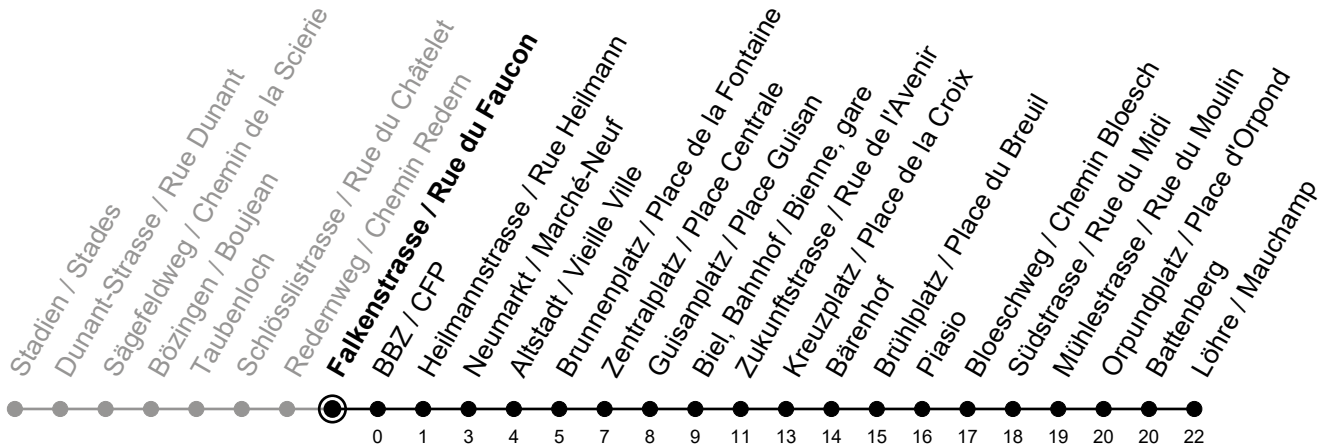 Stadien / Stades
Dunant-Strasse / Rue Dunant
Sägefeldweg / Chemin de la Scierie
Bözingen / Boujean
Taubenloch
Schlösslistrasse / Rue du Châtelet
Redernweg / Chemin Redern
Falkenstrasse / Rue du Faucon
BBZ / CFP
Heilmannstrasse / Rue Heilmann
Neumarkt / Marché-Neuf
Altstadt / Vieille Ville
Brunnenplatz / Place de la Fontaine
Zentralplatz / Place Centrale
Guisanplatz / Place Guisan
Biel, Bahnhof / Bienne, gare
Zukunftstrasse / Rue de l'Avenir
Kreuzplatz / Place de la Croix
Bärenhof
Brühlplatz / Place du Breuil
Piasio
Bloeschweg / Chemin Bloesch
Südstrasse / Rue du Midi
Mühlestrasse / Rue du Moulin
Orpundplatz / Place d'Orpond
Battenberg
Löhre / Mauchamp
0 1 3 4 5 7 8 9 11 13 14 15 16 17 18 19 20 20 22